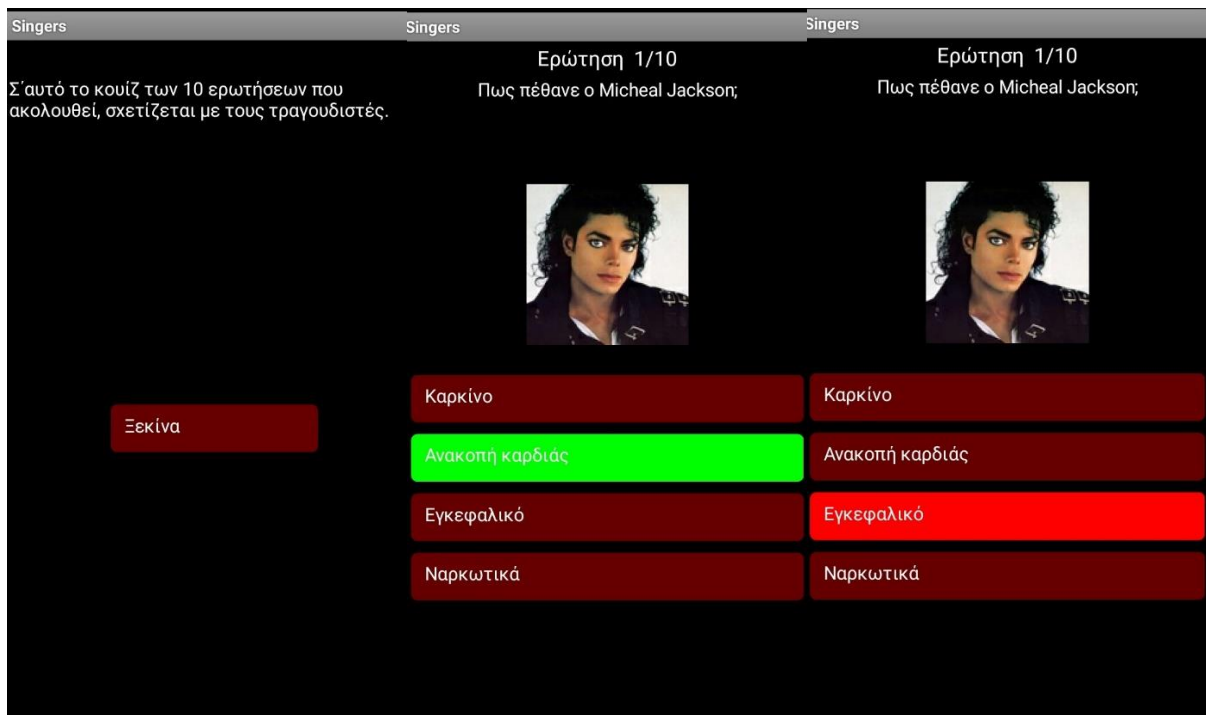 Singers
Σ΄αυτό το κουίζ των 10 ερωτήσεων που
ακολουθεί, σχετίζεται με τους τραγουδιστές.
Ξεκίνα
Singers
Ερώτηση 1/10
Πως πέθανε ο Micheal Jackson;
Καρκίνο
Ανακοπή καρδιάς
Εγκεφαλικό
Ναρκωτικά
Singers
Ερώτηση 1/10
Πως πέθανε ο Micheal Jackson;
Καρκίνο
Ανακοπή καρδιάς
Εγκεφαλικό
Ναρκωτικά